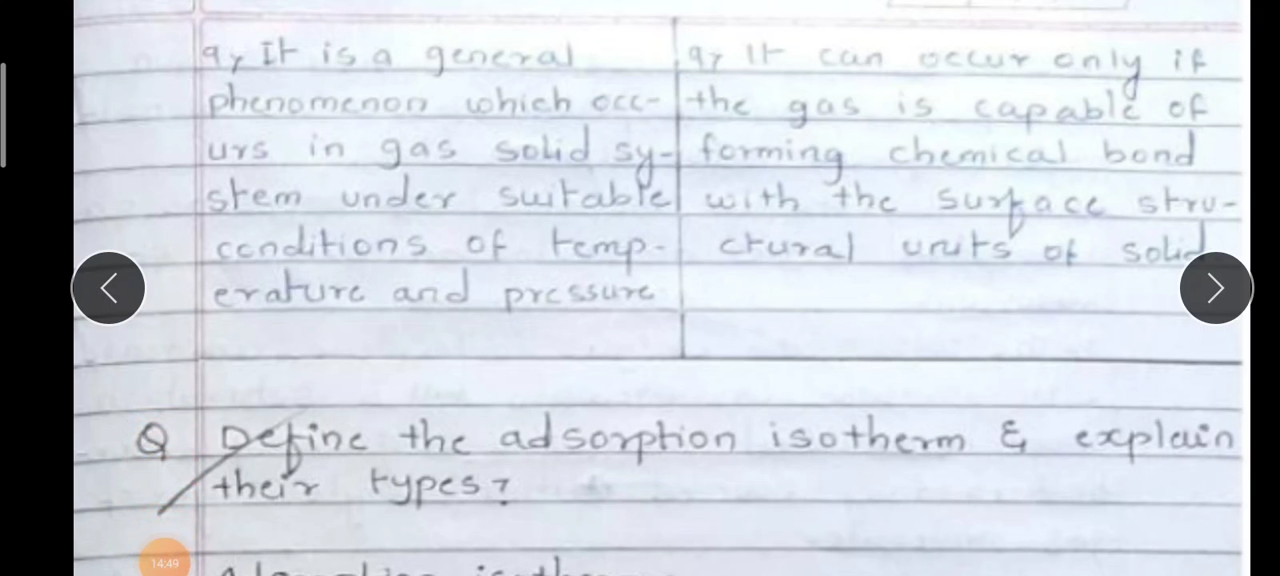 9, It is a general
phenomenon which occ-
urs in gas solid sy-
stem under suitable
conditions of temp-
erature and pressure
9, It can occur only if
the gas is capable of
forming chemical bond
with the surface stru-
ctural units of solid
Q Define the adsorption isotherm & explain
their types?
14:49